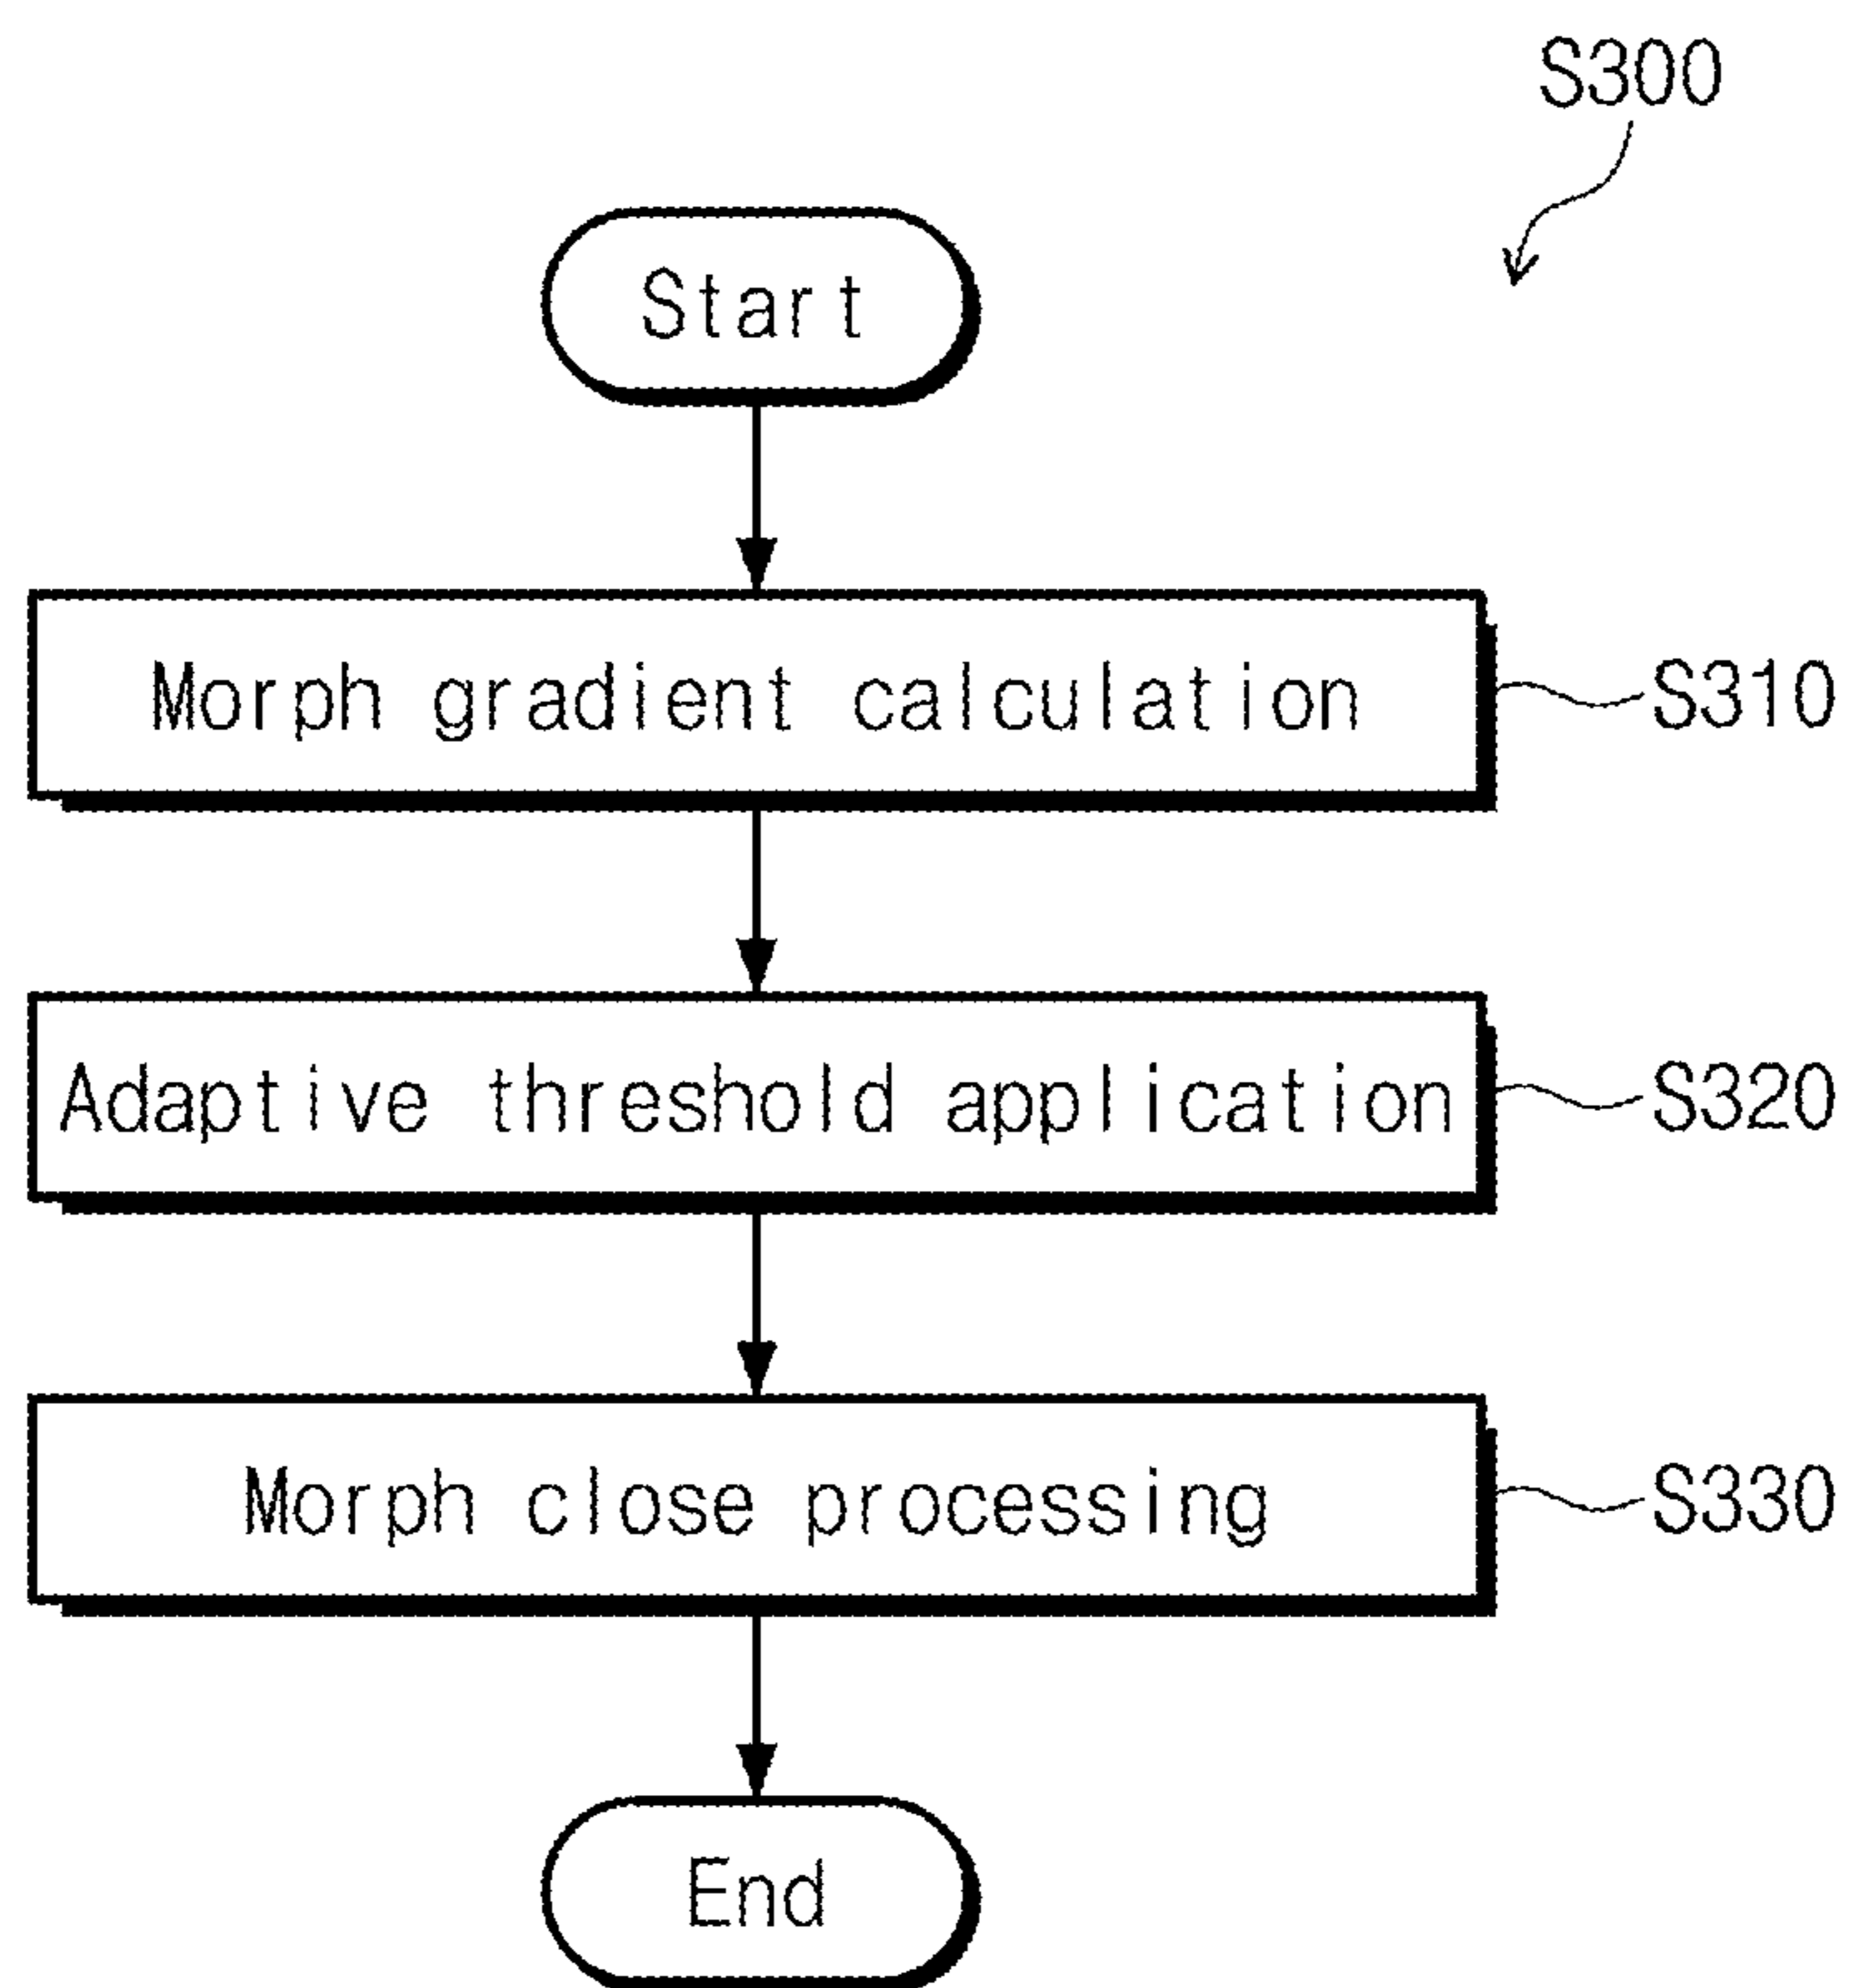 S300
Start
Morph gradient calculation
S310
Adaptive threshold application
S320
Morph close processing
S330
End